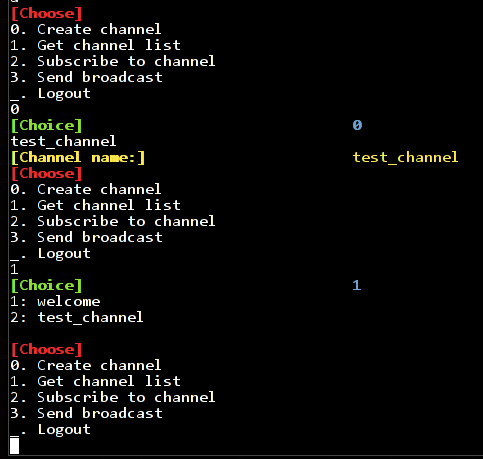 [Choose]
0. Create channel
1. Get channel list
2. Subscribe to channel
3. Send broadcast
_. Logout
0
[Choice] 0
test_channel
[Channel name:] test_channel
[Choose]
0. Create channel
1. Get channel list
2. Subscribe to channel
3. Send broadcast
_. Logout
1
[Choice] 1
1: welcome
2: test_channel
[Choose]
0. Create channel
1. Get channel list
2. Subscribe to channel
3. Send broadcast
_. Logout